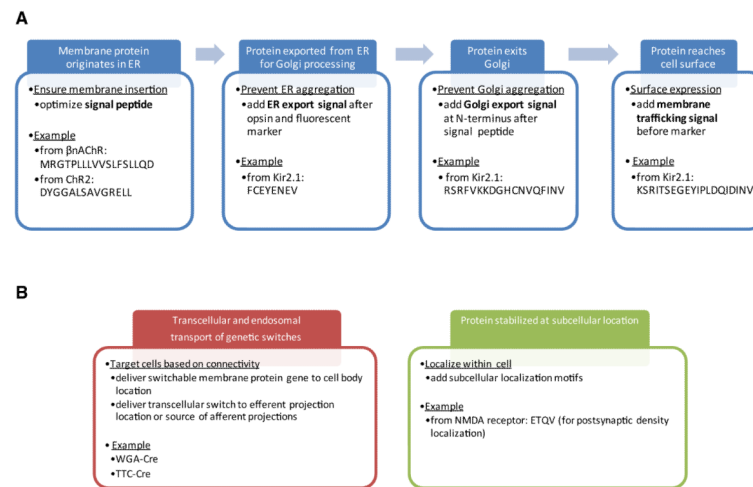 A
Membrane protein
originates in ER
•Ensure membrane insertion
•optimize signal peptide
•Example
•from βnAChR:
MRGTPLLLVVSLFSLLQD
•from ChR2:
DYGGALSAVGRELL
Protein exported from ER
for Golgi processing
•Prevent ER aggregation
•add ER export signal after
opsin and fluorescent
marker
•Example
•from Kir2.1:
FCEYENEV
Protein exits
Golgi
•Prevent Golgi aggregation
•add Golgi export signal
at N-terminus after
signal peptide
•Example
•from Kir2.1:
RSRFVKKDGHCNVQFINV
Protein reaches
cell surface
•Surface expression
•add membrane
trafficking signal
before marker
• Example
•from Kir2.1:
KSRITSEGEYIPLDQIDINV
B
Transcellular and endosomal
transport of genetic switches
•Target cells based on connectivity
•deliver switchable membrane protein gene to cell body
location
•deliver transcellular switch to efferent projection
location or source of afferent projections
• Example
•WGA-Cre
•TTC-Cre
Protein stabilized at subcellular location
•Localize within cell
•add subcellular localization motifs
•Example
•from NMDA receptor: ETQV (for postsynaptic density
localization)